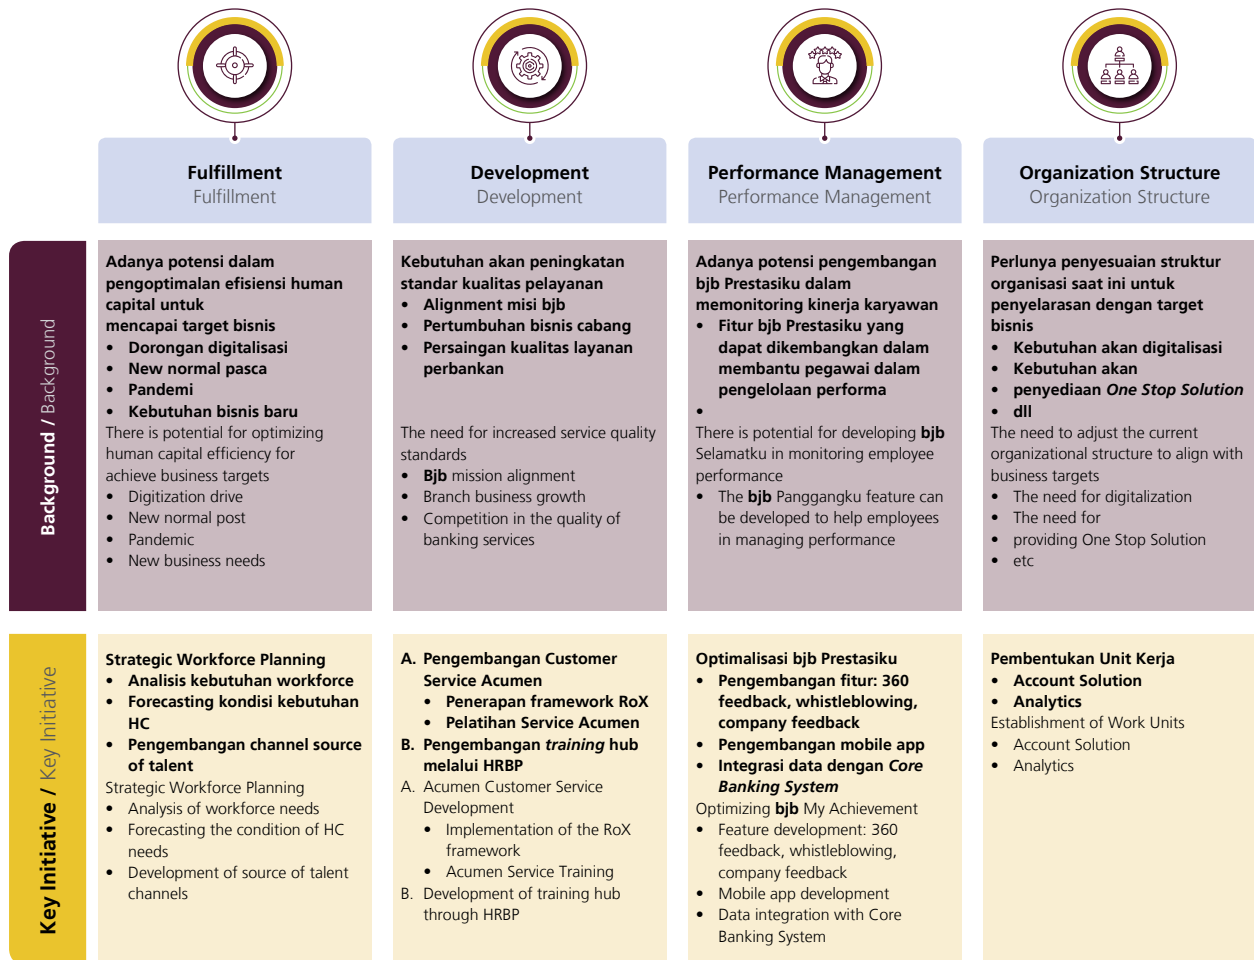 Fulfillment
Fulfillment
Development
Development
Performance Management
Performance Management
Organization Structure
Organization Structure
Background / Background
Adanya potensi dalam
pengoptimalan efisiensi human
capital untuk
mencapai target bisnis
• Dorongan digitalisasi
• New normal pasca
• Pandemi
• Kebutuhan bisnis baru
There is potential for optimizing
human capital efficiency for
achieve business targets
• Digitization drive
• New normal post
• Pandemic
• New business needs
Kebutuhan akan peningkatan
standar kualitas pelayanan
• Alignment misi bjb
• Pertumbuhan bisnis cabang
• Persaingan kualitas layanan
perbankan
The need for increased service quality
standards
• Bjb mission alignment
• Branch business growth
• Competition in the quality of
banking services
Adanya potensi pengembangan
bjb Prestasiku dalam
memonitoring kinerja karyawan
• Fitur bjb Prestasiku yang
dapat dikembangkan dalam
membantu pegawai dalam
pengelolaan performa
•
There is potential for developing bjb
Selamatku in monitoring employee
performance
• The bjb Panggangku feature can
be developed to help employees
in managing performance
Perlunya penyesuaian struktur
organisasi saat ini untuk
penyelarasan dengan target
bisnis
• Kebutuhan akan digitalisasi
• Kebutuhan akan
• penyediaan One Stop Solution
• dll
The need to adjust the current
organizational structure to align with
business targets
• The need for digitalization
• The need for
• providing One Stop Solution
• etc
Key Initiative / Key Initiative
Strategic Workforce Planning
• Analisis kebutuhan workforce
• Forecasting kondisi kebutuhan
HC
• Pengembangan channel source
of talent
Strategic Workforce Planning
• Analysis of workforce needs
• Forecasting the condition of HC
needs
• Development of source of talent
channels
A. Pengembangan Customer
Service Acumen
• Penerapan framework RoX
• Pelatihan Service Acumen
B. Pengembangan training hub
melalui HRBP
A. Acumen Customer Service
Development
• Implementation of the RoX
framework
• Acumen Service Training
B. Development of training hub
through HRBP
Optimalisasi bjb Prestasiku
• Pengembangan fitur: 360
feedback, whistleblowing,
company feedback
• Pengembangan mobile app
• Integrasi data dengan Core
Banking System
Optimizing bjb My Achievement
• Feature development: 360
feedback, whistleblowing,
company feedback
• Mobile app development
• Data integration with Core
Banking System
Pembentukan Unit Kerja
• Account Solution
• Analytics
Establishment of Work Units
• Account Solution
• Analytics